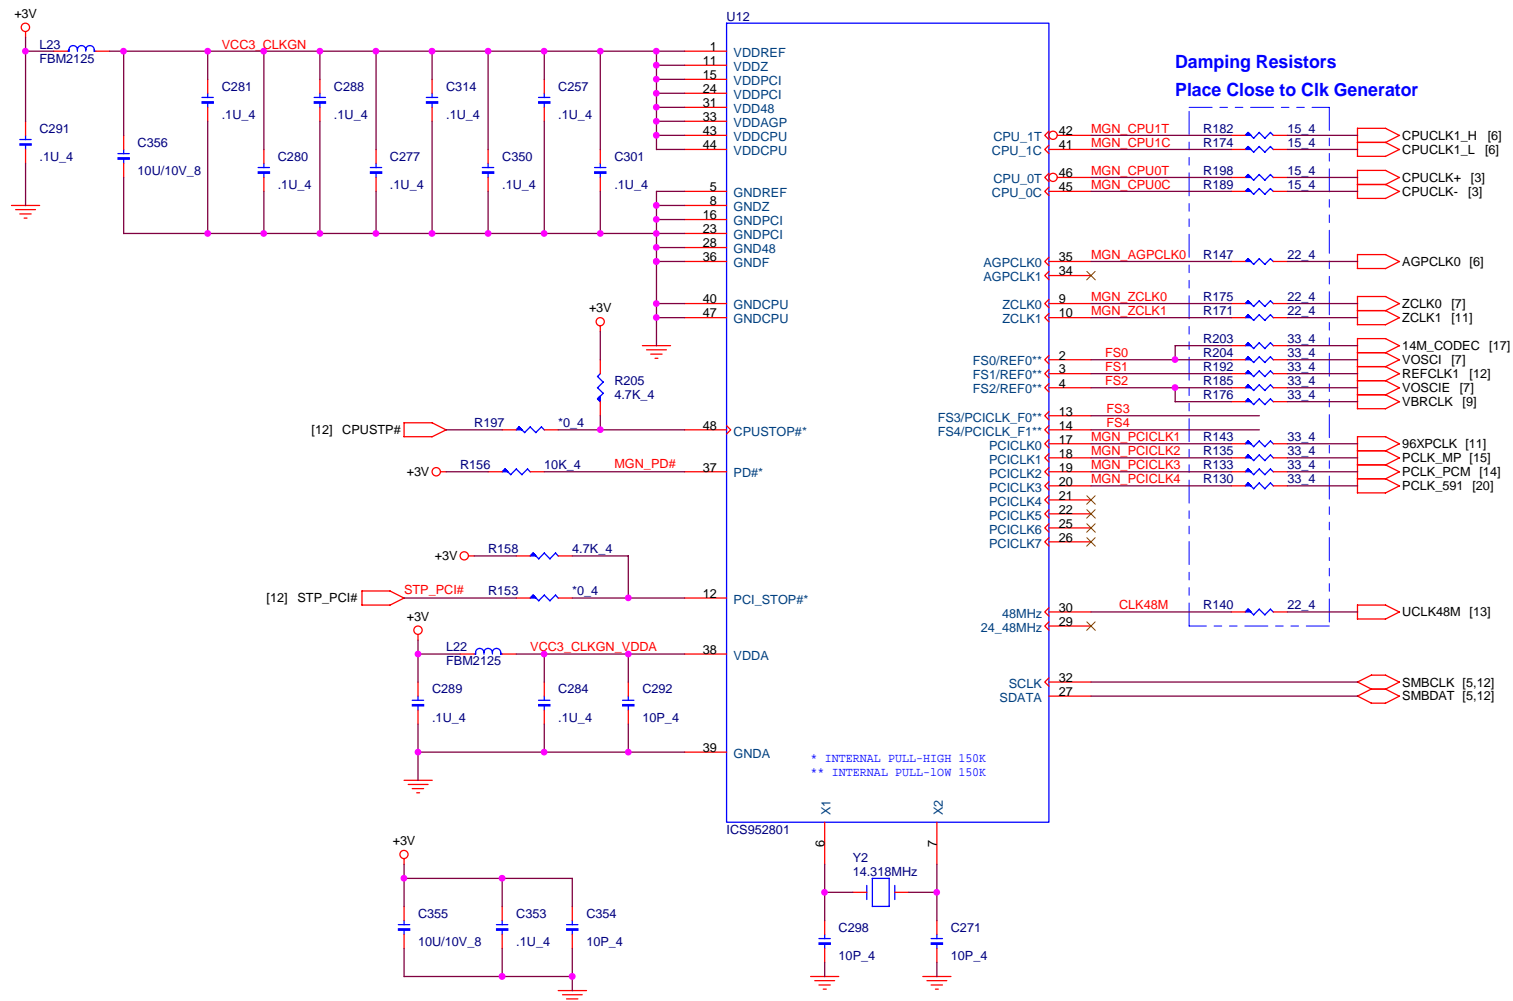 +3V
L23
FBM2125
VCC3_CLKGN
C291
.1U_4
C356
10U/10V_8
C281
.1U_4
C288
.1U_4
C314
.1U_4
C257
.1U_4
C280
.1U_4
C277
.1U_4
C350
.1U_4
C301
.1U_4
U12
1 VDDREF
11 VDDZ
15 VDDPCI
24 VDDPCI
31 VDD48
33 VDDAGP
43 VDDCPU
44 VDDCPU
5 GNDREF
8 GNDZ
16 GNDPCI
23 GNDPCI
28 GND48
36 GNDF
40 GNDCPU
47 GNDCPU
+3V
R205
4.7K_4
[12] CPUSTP# R197 *0_4 48 CPUSTOP#*
+3V R156 10K_4 MGN_PD# 37 PD#*
+3V R158 4.7K_4
[12] STP_PCI# STP_PCI# R153 *0_4 12 PCI_STOP#*
+3V
L22
FBM2125
VCC3_CLKGN_VDDA 38 VDDA
C289
.1U_4
C284
.1U_4
C292
10P_4
39 GNDA
* INTERNAL PULL-HIGH 150K
** INTERNAL PULL-lOW 150K
X1
X2
ICS952801
6
7
Y2
14.318MHz
C298
10P_4
C271
10P_4
+3V
C355
10U/10V_8
C353
.1U_4
C354
10P_4
Damping Resistors
Place Close to Clk Generator
CPU_1T 42 MGN_CPU1T R182 15_4 CPUCLK1_H [6]
CPU_1C 41 MGN_CPU1C R174 15_4 CPUCLK1_L [6]
CPU_0T 46 MGN_CPU0T R198 15_4 CPUCLK+ [3]
CPU_0C 45 MGN_CPU0C R189 15_4 CPUCLK- [3]
AGPCLK0 35 MGN_AGPCLK0 R147 22_4 AGPCLK0 [6]
AGPCLK1 34
ZCLK0 9 MGN_ZCLK0 R175 22_4 ZCLK0 [7]
ZCLK1 10 MGN_ZCLK1 R171 22_4 ZCLK1 [11]
R203 33_4 14M_CODEC [17]
FS0/REF0** 2 FS0 R204 33_4 VOSCI [7]
FS1/REF0** 3 FS1 R192 33_4 REFCLK1 [12]
FS2/REF0** 4 FS2 R185 33_4 VOSCIE [7]
R176 33_4 VBRCLK [9]
FS3/PCICLK_F0** 13 FS3
FS4/PCICLK_F1** 14 FS4
PCICLK0 17 MGN_PCICLK1 R143 33_4 96XPCLK [11]
PCICLK1 18 MGN_PCICLK2 R135 33_4 PCLK_MP [15]
PCICLK2 19 MGN_PCICLK3 R133 33_4 PCLK_PCM [14]
PCICLK3 20 MGN_PCICLK4 R130 33_4 PCLK_591 [20]
PCICLK4 21
PCICLK5 22
PCICLK6 25
PCICLK7 26
48MHz 30 CLK48M R140 22_4 UCLK48M [13]
24_48MHz 29
SCLK 32 SMBCLK [5,12]
SDATA 27 SMBDAT [5,12]